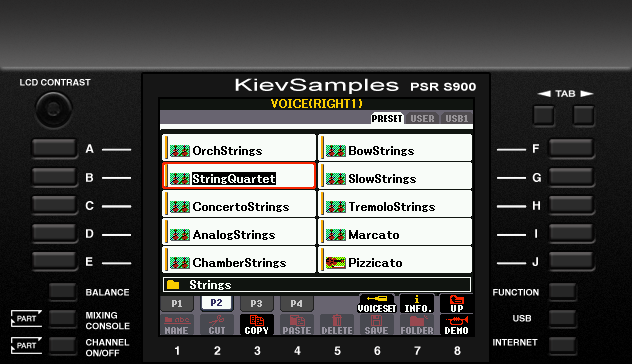 LCD CONTRAST
KievSamples PSR S900
◄ TAB ►
VOICE(RIGHT1)
PRESET USER USB1
A OrchStrings BowStrings F
B StringQuartet SlowStrings G
C ConcertoStrings TremoloStrings H
D AnalogStrings Marcato I
E ChamberStrings Pizzicato J
Strings
BALANCE P1 P2 P3 P4 VOICESET INFO. UP FUNCTION
PART MIXING CONSOLE USB
NAME CUT COPY PASTE DELETE SAVE FOLDER DEMO
PART CHANNEL ON/OFF INTERNET
1 2 3 4 5 6 7 8